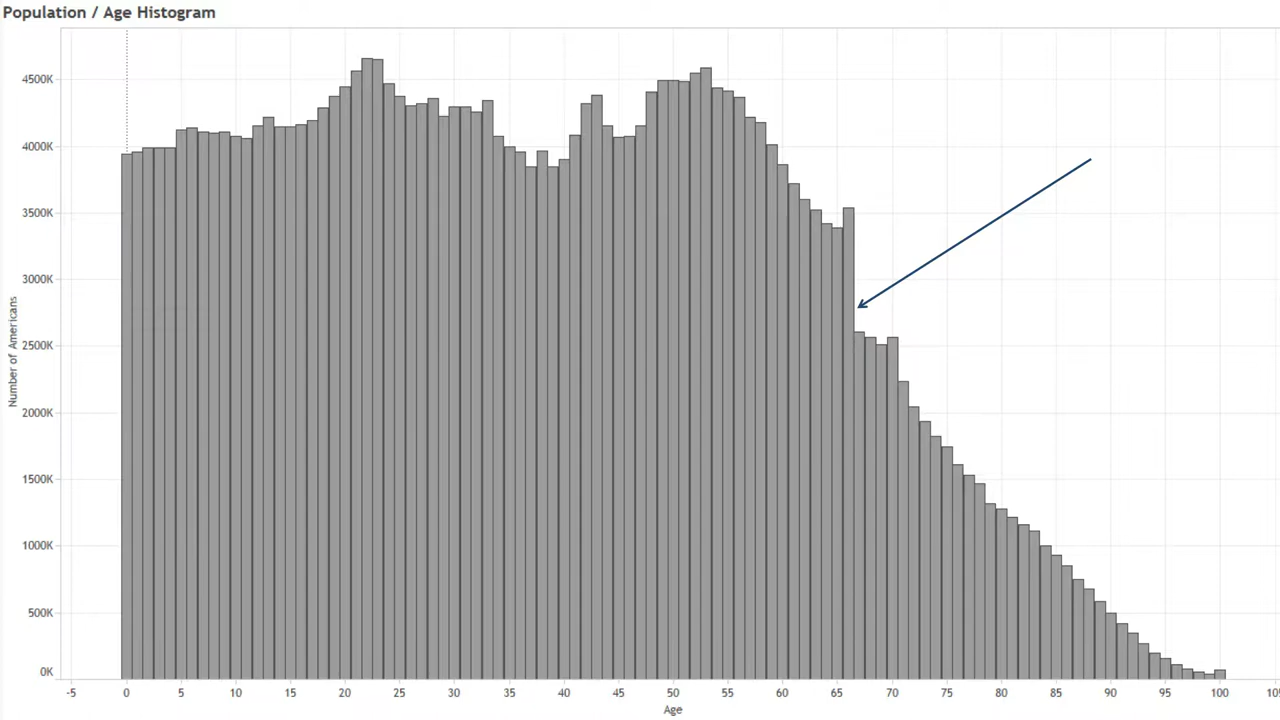 Population / Age Histogram
Number of Americans
4500K
4000K
3500K
3000K
2500K
2000K
1500K
1000K
500K
0K
-5 0 5 10 15 20 25 30 35 40 45 50 55 60 65 70 75 80 85 90 95 100
Age